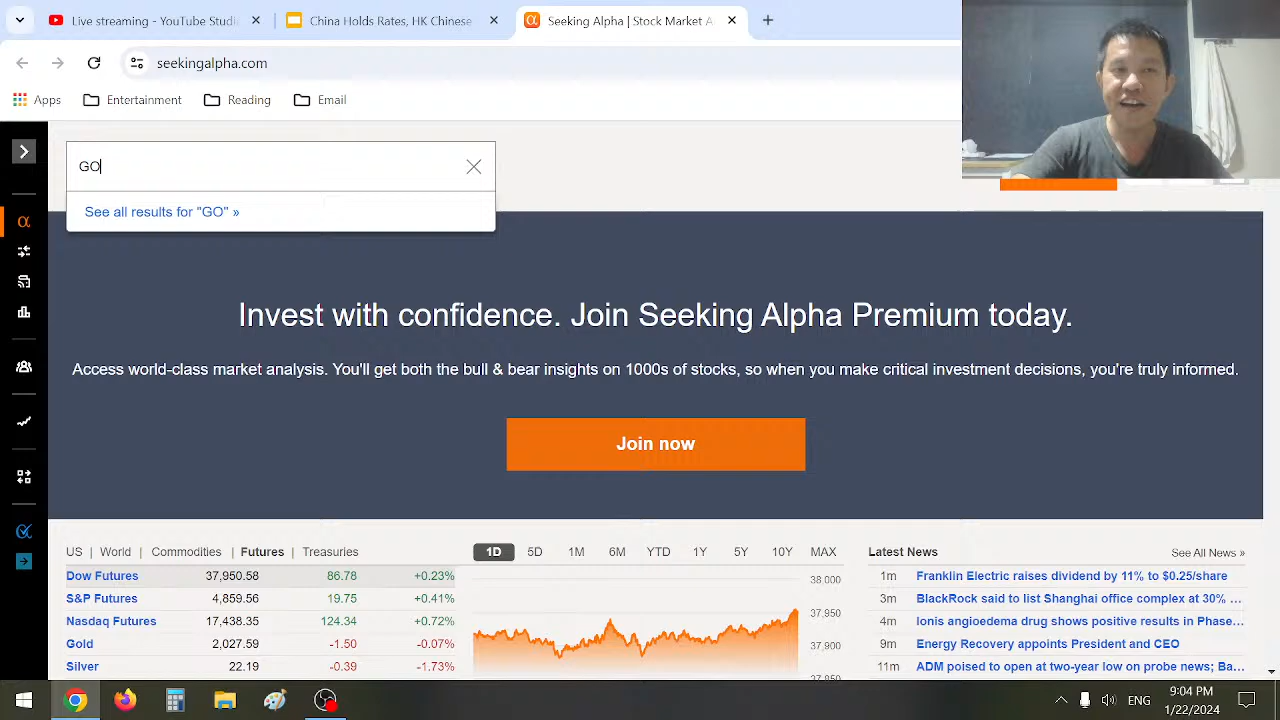 Live streaming - YouTube Studi
China Holds Rates, HK Chinese
Seeking Alpha | Stock Market A
seekingalpha.com
Apps
Entertainment
Reading
Email
GO
See all results for "GO" »
Invest with confidence. Join Seeking Alpha Premium today.
Access world-class market analysis. You'll get both the bull & bear insights on 1000s of stocks, so when you make critical investment decisions, you're truly informed.
Join now
US | World | Commodities | Futures | Treasuries
Dow Futures 37,950.58 86.78 +0.23%
S&P Futures 4,859.56 19.75 +0.41%
Nasdaq Futures 17,438.35 124.34 +0.72%
Gold 2,027.59 -1.50 -0.07%
Silver 22.19 -0.39 -1.73%
1D 5D 1M 6M YTD 1Y 5Y 10Y MAX
38,000
37,950
37,900
37,850
Latest News See All News »
1m Franklin Electric raises dividend by 11% to $0.25/share
3m BlackRock said to list Shanghai office complex at 30% ...
4m Ionis angioedema drug shows positive results in Phase...
9m Energy Recovery appoints President and CEO
11m ADM poised to open at two-year low on probe news; Ba...
ENG
9:04 PM
1/22/2024